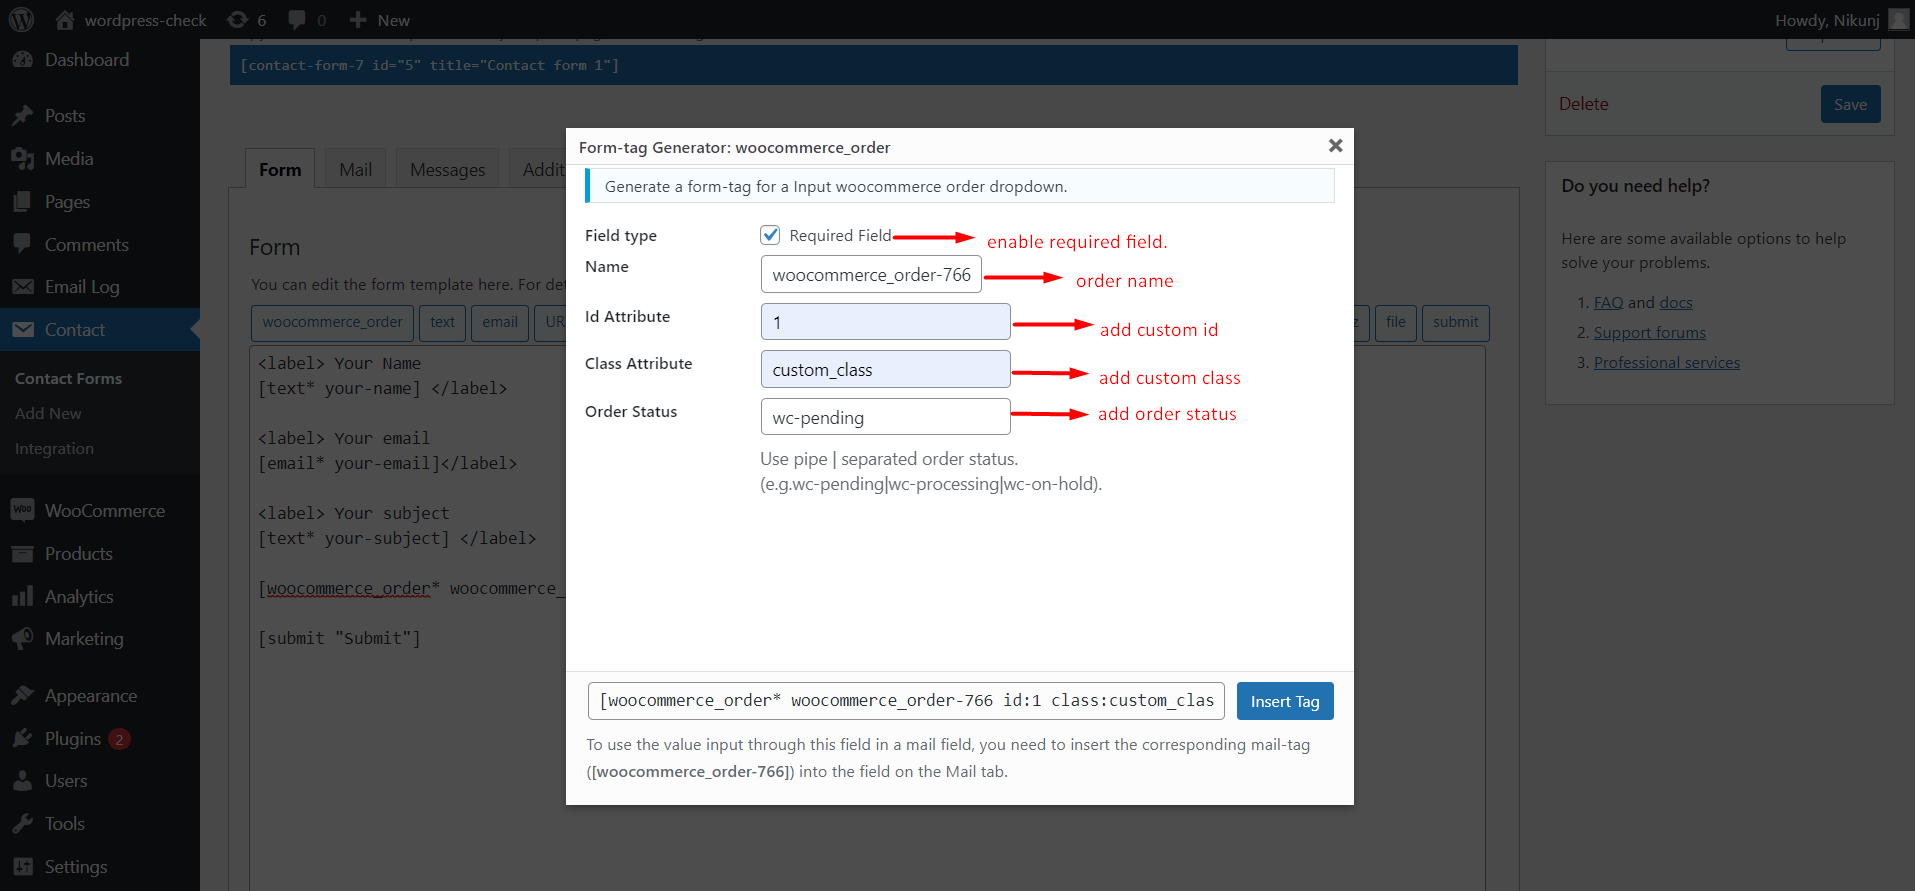 wordpress-check 6 0 New Howdy, Nikunj
Dashboard
Posts
Media
Pages
Comments
Email Log
Contact
Contact Forms
Add New
Integration
WooCommerce
Products
Analytics
Marketing
Appearance
Plugins 2
Users
Tools
Settings
[contact-form-7 id="5" title="Contact form 1"]
Form Mail Messages Addit
Form
You can edit the form template here. For det
woocommerce_order text email UR z file submit
<label> Your Name
[text* your-name] </label>
<label> Your email
[email* your-email]</label>
<label> Your subject
[text* your-subject] </label>
[woocommerce_order* woocommerce_
[submit "Submit"]
Form-tag Generator: woocommerce_order
Generate a form-tag for a Input woocommerce order dropdown.
Field type Required Field enable required field.
Name woocommerce_order-766 order name
Id Attribute 1 add custom id
Class Attribute custom_class add custom class
Order Status wc-pending add order status
Use pipe | separated order status.
(e.g.wc-pending|wc-processing|wc-on-hold).
[woocommerce_order* woocommerce_order-766 id:1 class:custom_clas Insert Tag
To use the value input through this field in a mail field, you need to insert the corresponding mail-tag
([woocommerce_order-766]) into the field on the Mail tab.
Delete Save
Do you need help?
Here are some available options to help
solve your problems.
1. FAQ and docs
2. Support forums
3. Professional services
Woo